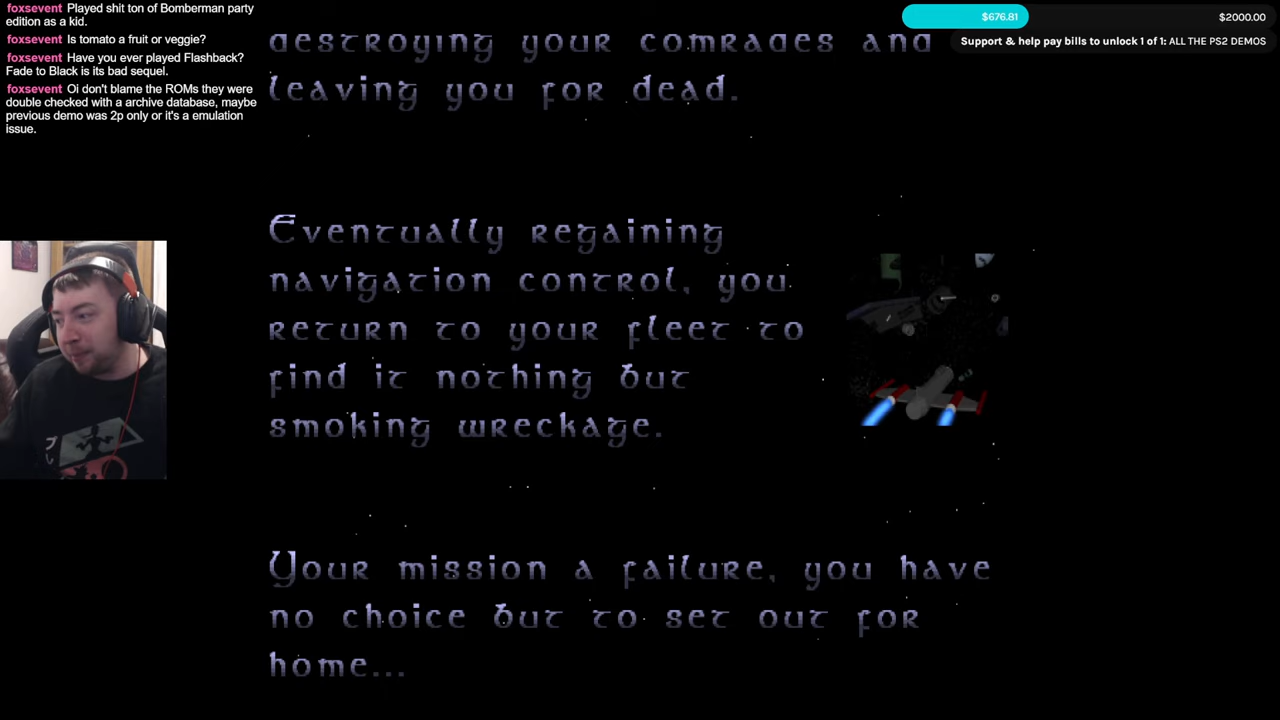 foxsevent Played shit ton of Bomberman party
edition as a kid.
foxsevent Is tomato a fruit or veggie?
foxsevent Have you ever played Flashback?
Fade to Black is its bad sequel.
foxsevent Oi don't blame the ROMs they were
double checked with a archive database, maybe
previous demo was 2p only or it's a emulation
issue.
$676.81
$2000.00
Support & help pay bills to unlock 1 of 1: ALL THE PS2 DEMOS
destroying your comrades and
leaving you for dead.
Eventually regaining
navigation control, you
return to your fleet to
find it nothing but
smoking wreckage.
Your mission a failure, you have
no choice but to set out for
home...